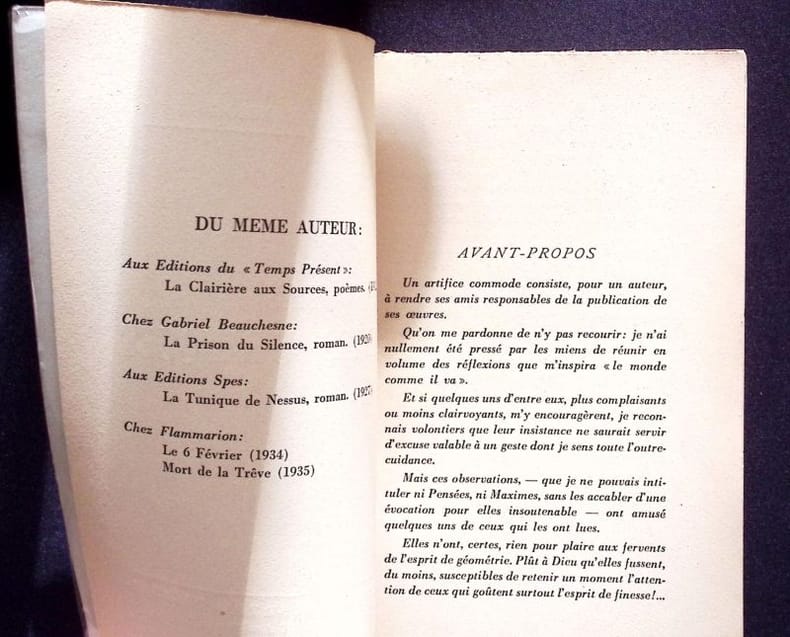 DU MEME AUTEUR:
Aux Editions du « Temps Présent »:
La Clairière aux Sources, poèmes.
Chez Gabriel Beauchesne:
La Prison du Silence, roman.
Aux Editions Spes:
La Tunique de Nessus, roman. (1927)
Chez Flammarion:
Le 6 Février (1934)
Mort de la Trêve (1935)
AVANT-PROPOS
Un artifice commode consiste, pour un auteur,
à rendre ses amis responsables de la publication de
ses œuvres.
Qu'on me pardonne de n'y pas recourir: je n'ai
nullement été pressé par les miens de réunir en
volume des réflexions que m'inspira « le monde
comme il va ».
Et si quelques uns d'entre eux, plus complaisants
ou moins clairvoyants, m'y encouragèrent, je recon-
nais volontiers que leur insistance ne saurait servir
d'excuse valable à un geste dont je sens toute l'outre-
cuidance.
Mais ces observations, — que je ne pouvais inti-
tuler ni Pensées, ni Maximes, sans les accabler d'une
évocation pour elles insoutenable — ont amusé
quelques uns de ceux qui les ont lues.
Elles n'ont, certes, rien pour plaire aux fervents
de l'esprit de géométrie. Plût à Dieu qu'elles fussent,
du moins, susceptibles de retenir un moment l'atten-
tion de ceux qui goûtent surtout l'esprit de finesse!...